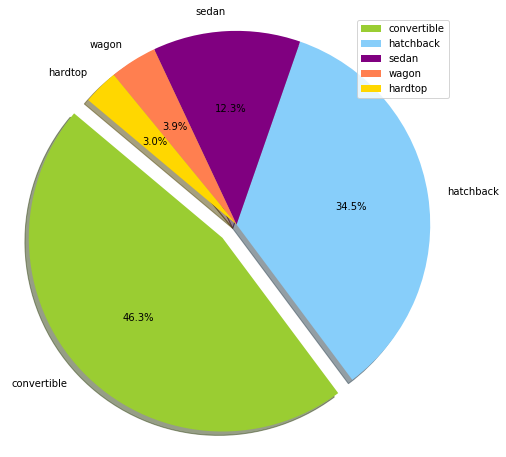 sedan
wagon
hardtop
convertible
hatchback
sedan
wagon
hardtop
12.3%
3.9%
3.0%
hatchback
34.5%
46.3%
convertible